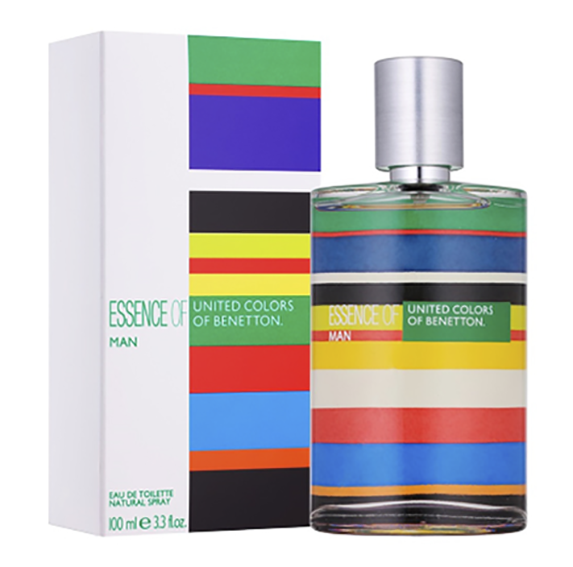 ESSENCE OF
MAN
UNITED COLORS
OF BENETTON.
EAU DE TOILETTE
NATURAL SPRAY
100 ml e 3.3 fl.oz.
ESSENCE OF
MAN
UNITED COLORS
OF BENETTON.